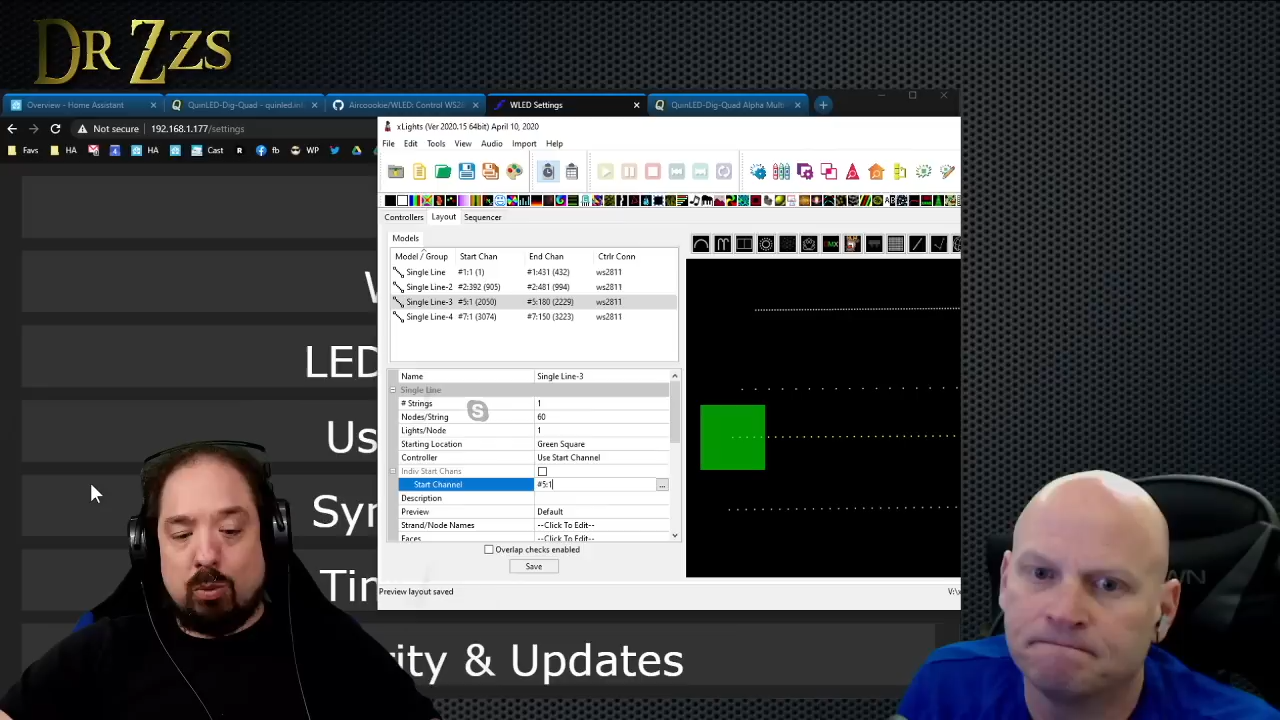 DR ZZS
Overview - Home Assistant
QuinLED-Dig-Quad - quinled.in
Aircoookie/WLED: Control WS28
WLED Settings
QuinLED-Dig-Quad Alpha Multi
Not secure
192.168.1.177/settings
Favs
HA
HA
Cast
fb
WP
xLights (Ver 2020.15 64bit) April 10, 2020
File Edit Tools View Audio Import Help
Controllers Layout Sequencer
Models
Model / Group Start Chan End Chan Ctrlr Conn
Single Line #1:1 (1) #1:431 (432) ws2811
Single Line-2 #2:392 (905) #2:481 (994) ws2811
Single Line-3 #5:1 (2050) #5:180 (2229) ws2811
Single Line-4 #7:1 (3074) #7:150 (3223) ws2811
Name Single Line-3
Single Line
# Strings 1
Nodes/String 60
Lights/Node 1
Starting Location Green Square
Controller Use Start Channel
Indiv Start Chans
Start Channel #5:1 ...
Description
Preview Default
Strand/Node Names --Click To Edit--
Faces --Click To Edit--
Overlap checks enabled
Save
Preview layout saved
V:\x
W
LED
Us
Syn
Tim
rity & Updates